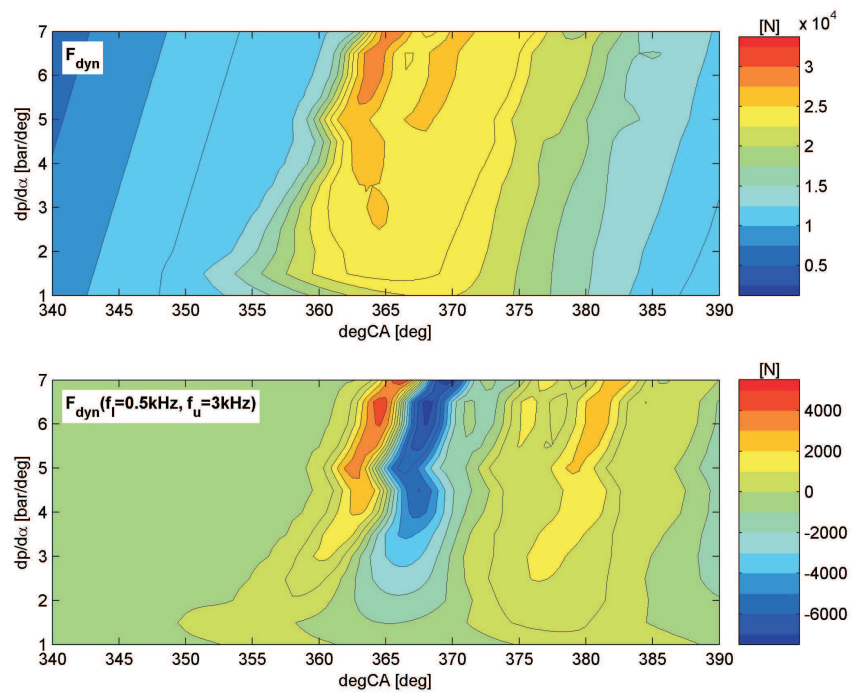 [N] x 10⁴
F_dyn
dp/dα [bar/deg]
7
6
5
4
3
2
1
340 345 350 355 360 365 370 375 380 385 390
degCA [deg]
3
2.5
2
1.5
1
0.5
[N]
F_dyn(f_l=0.5kHz, f_u=3kHz)
dp/dα [bar/deg]
7
6
5
4
3
2
1
340 345 350 355 360 365 370 375 380 385 390
degCA [deg]
4000
2000
0
-2000
-4000
-6000